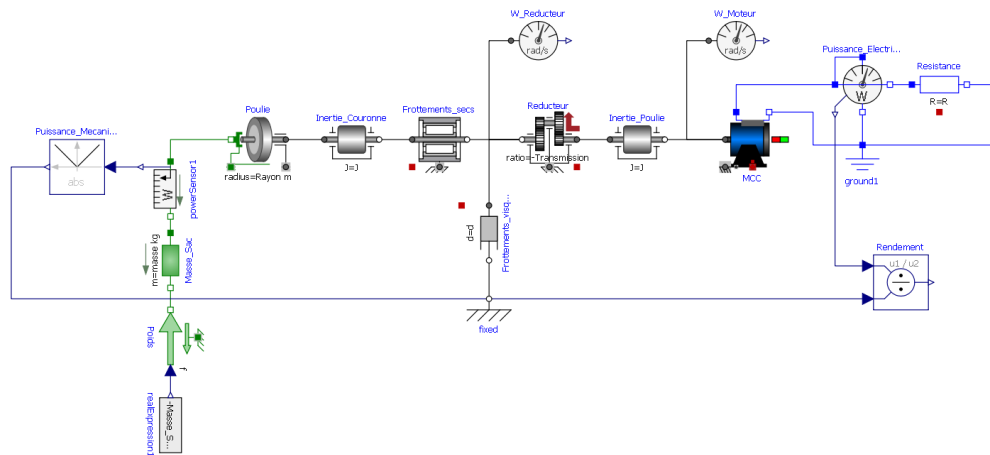 W_Reducteur
rad/s
W_Moteur
rad/s
Puissance_Electri...
W
Resistance
R=R
Poulie
radius=Rayon m
Inertie_Couronne
J=J
Frottements_secs
Reducteur
ratio=-Transmission
Inertie_Poulie
J=J
MCC
ground1
Puissance_Mecani...
abs
powerSensor1
W
Masse_Sac
m=masse kg
Frottements_visq...
d=d
fixed
Rendement
u1 / u2
Poids
f
realExpression1
-Masse_S...